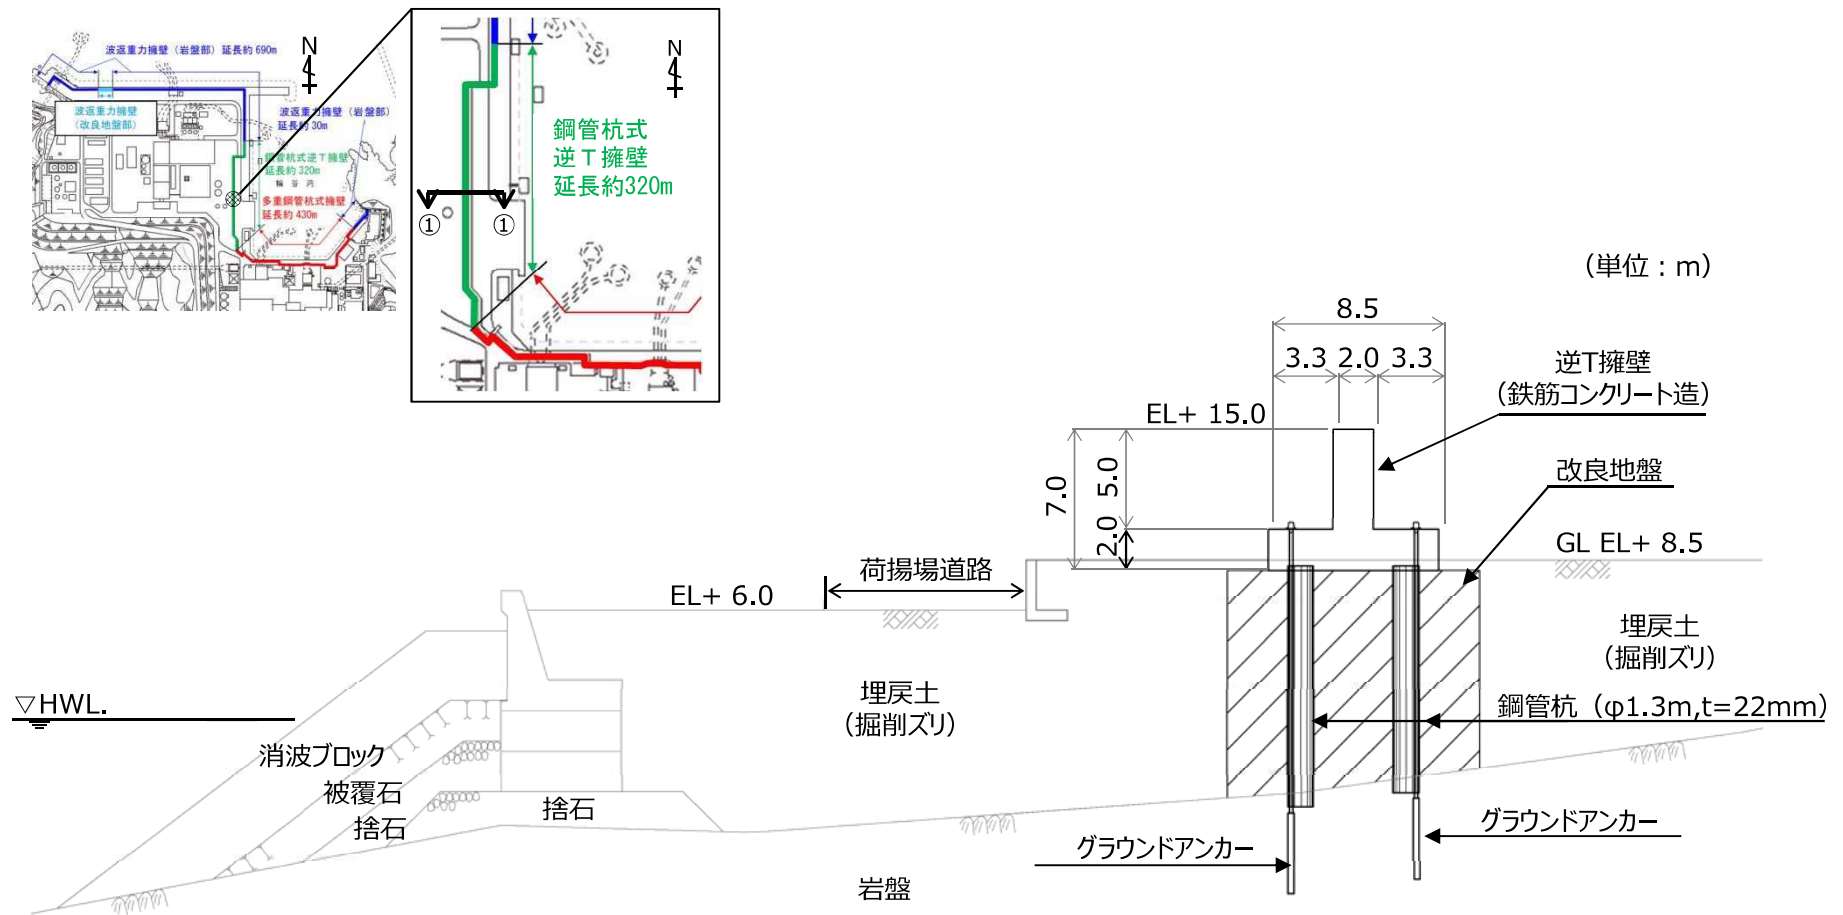 波返重力擁壁（岩盤部）延長約690m
N
波返重力擁壁
（改良地盤部）
波返重力擁壁（岩盤部）
延長約30m
鋼管杭式逆T擁壁
延長約320m
輪谷湾
多重鋼管杭式擁壁
延長約430m
N
鋼管杭式
逆T擁壁
延長約320m
① ①
（単位：m）
8.5
3.3 2.0 3.3
逆T擁壁
（鉄筋コンクリート造）
EL+ 15.0
7.0
5.0
2.0
改良地盤
GL EL+ 8.5
荷揚場道路
EL+ 6.0
埋戻土
（掘削ズリ）
埋戻土
（掘削ズリ）
▽HWL.
鋼管杭（φ1.3m,t=22mm）
消波ブロック
被覆石
捨石
捨石
グラウンドアンカー
グラウンドアンカー
岩盤